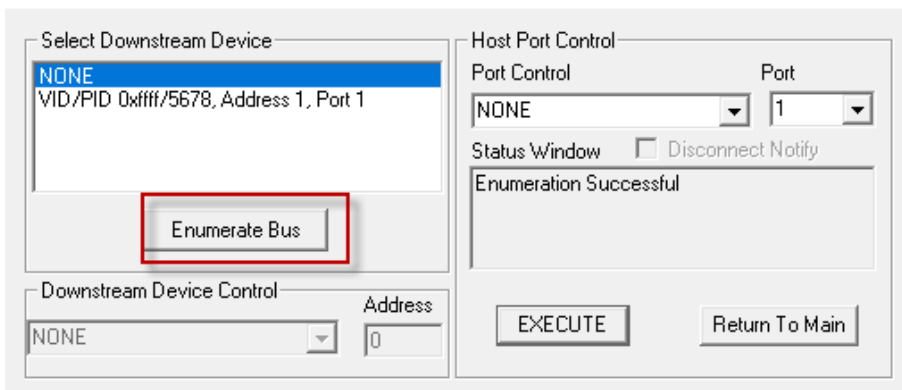 Select Downstream Device
NONE
VID/PID 0xffff/5678, Address 1, Port 1
Enumerate Bus
Downstream Device Control
Address
NONE
0
Host Port Control
Port Control
Port
NONE
1
Status Window
Disconnect Notify
Enumeration Successful
EXECUTE
Return To Main